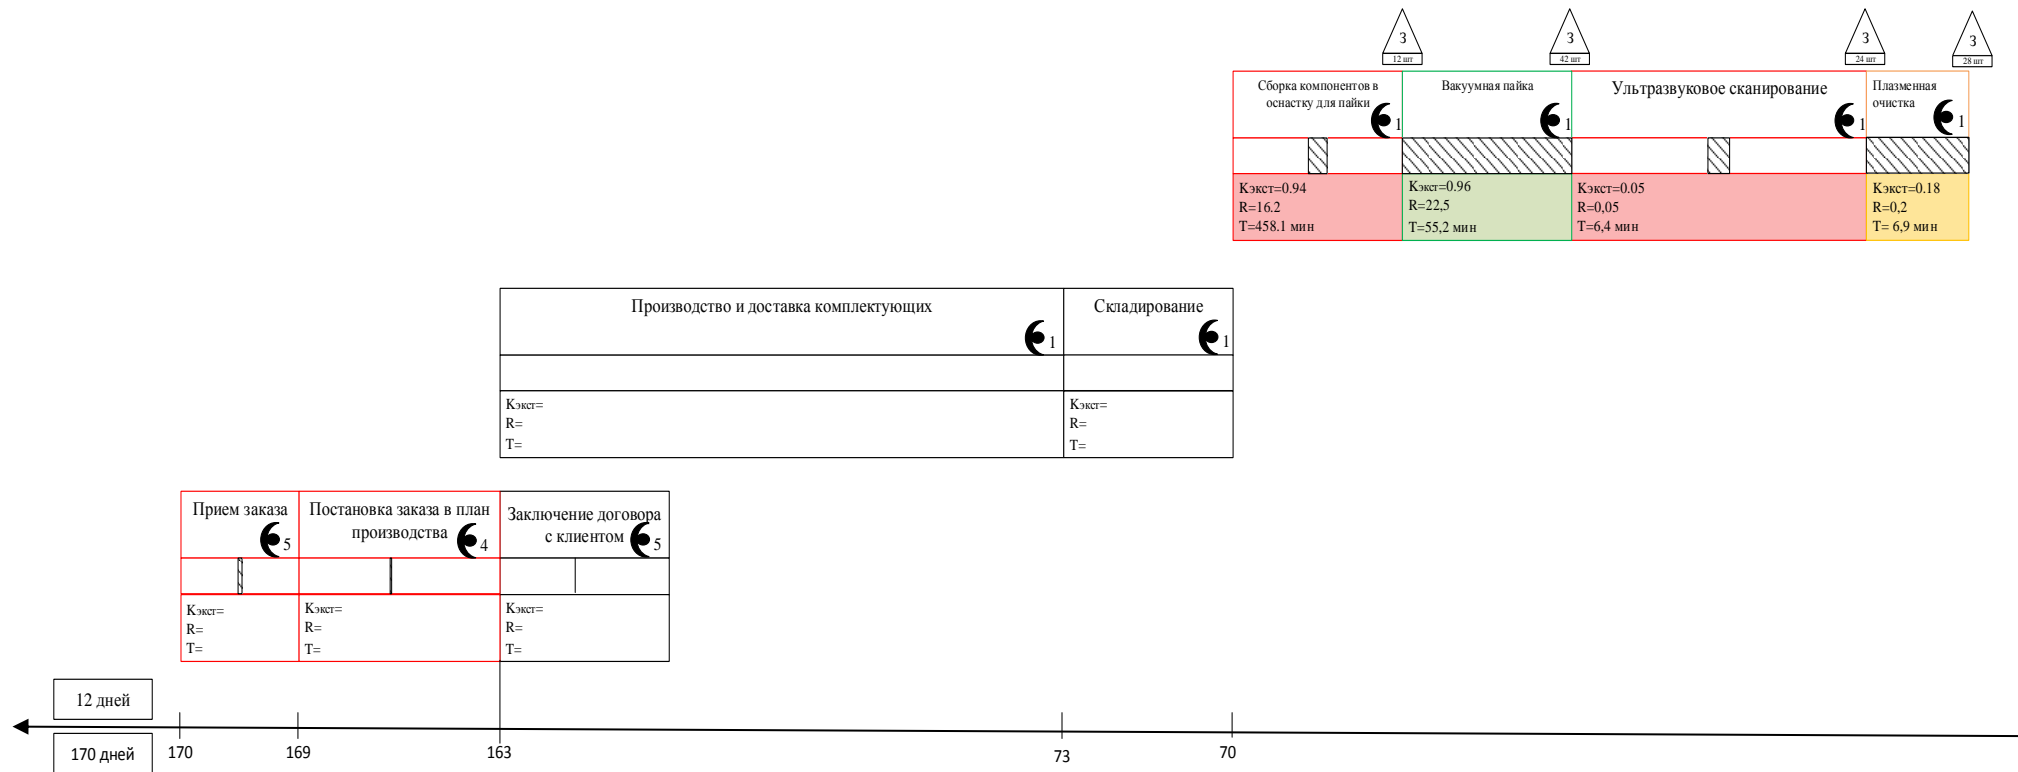 3
12 шт
3
42 шт
3
24 шт
3
28 шт
Сборка компонентов в
оснастку для пайки
1
Вакуумная пайка
1
Ультразвуковое сканирование
1
Плазменная
очистка
1
Кэкст=0.94
R=16.2
T=458.1 мин
Кэкст=0.96
R=22,5
T=55,2 мин
Кэкст=0.05
R=0,05
T=6,4 мин
Кэкст=0.18
R=0,2
T= 6,9 мин
Производство и доставка комплектующих
1
Складирование
1
Кэкст=
R=
T=
Кэкст=
R=
T=
Прием заказа
5
Постановка заказа в план
производства
4
Заключение договора
с клиентом
5
Кэкст=
R=
T=
Кэкст=
R=
T=
Кэкст=
R=
T=
12 дней
170 дней
170
169
163
73
70